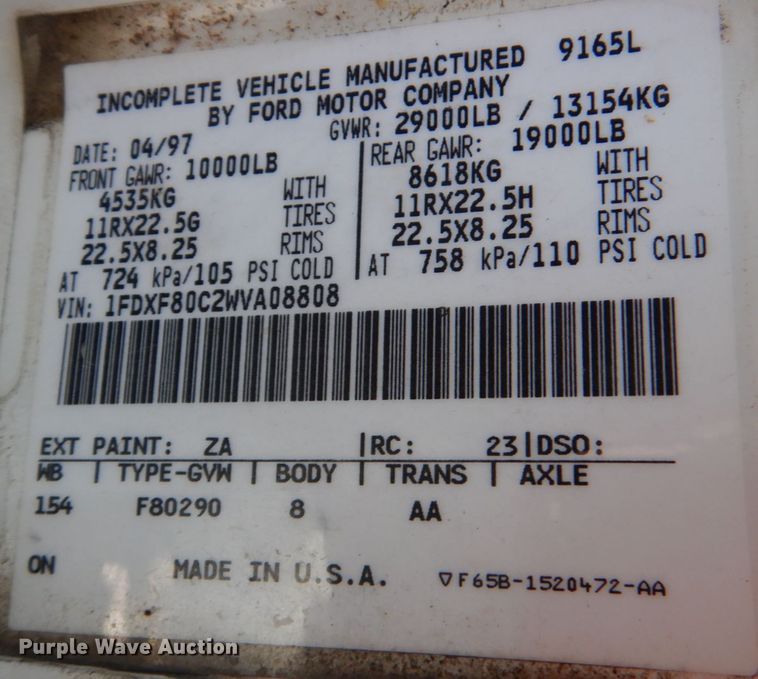 INCOMPLETE VEHICLE MANUFACTURED 9165L
BY FORD MOTOR COMPANY
DATE: 04/97 GVWR: 29000LB / 13154KG
FRONT GAWR: 10000LB
4535KG WITH
11RX22.5G TIRES
22.5X8.25 RIMS
AT 724 kPa/105 PSI COLD
REAR GAWR: 19000LB
8618KG WITH
11RX22.5H TIRES
22.5X8.25 RIMS
AT 758 kPa/110 PSI COLD
VIN: 1FDXF80C2WVA08808
EXT PAINT: ZA |RC: 23|DSO:
WB | TYPE-GVW | BODY | TRANS | AXLE
154 F80290 8 AA
ON MADE IN U.S.A. ▽F65B-1520472-AA
Purple Wave Auction